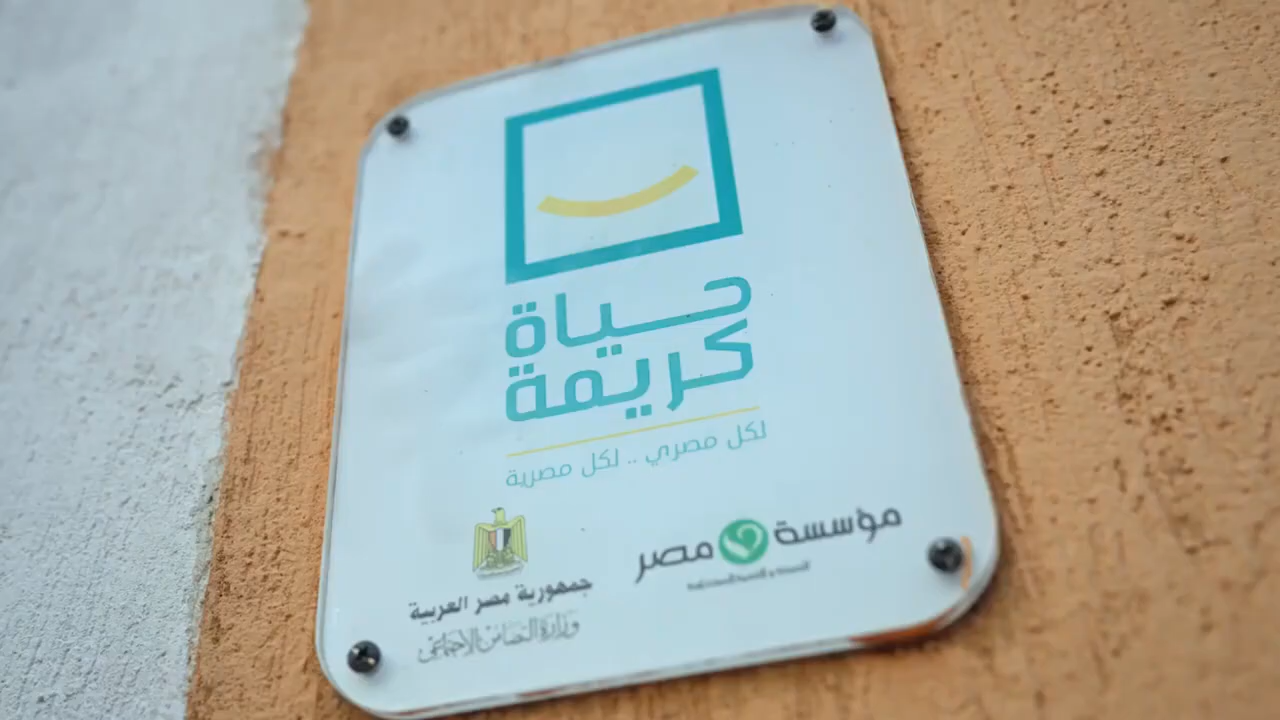 حياة
كريمة
لكل مصري .. لكل مصرية
مؤسسة مصر
جمهورية مصر العربية
وزارة التضامن الاجتماعي